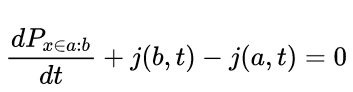 dP_{x∈a:b}/dt + j(b, t) − j(a, t) = 0